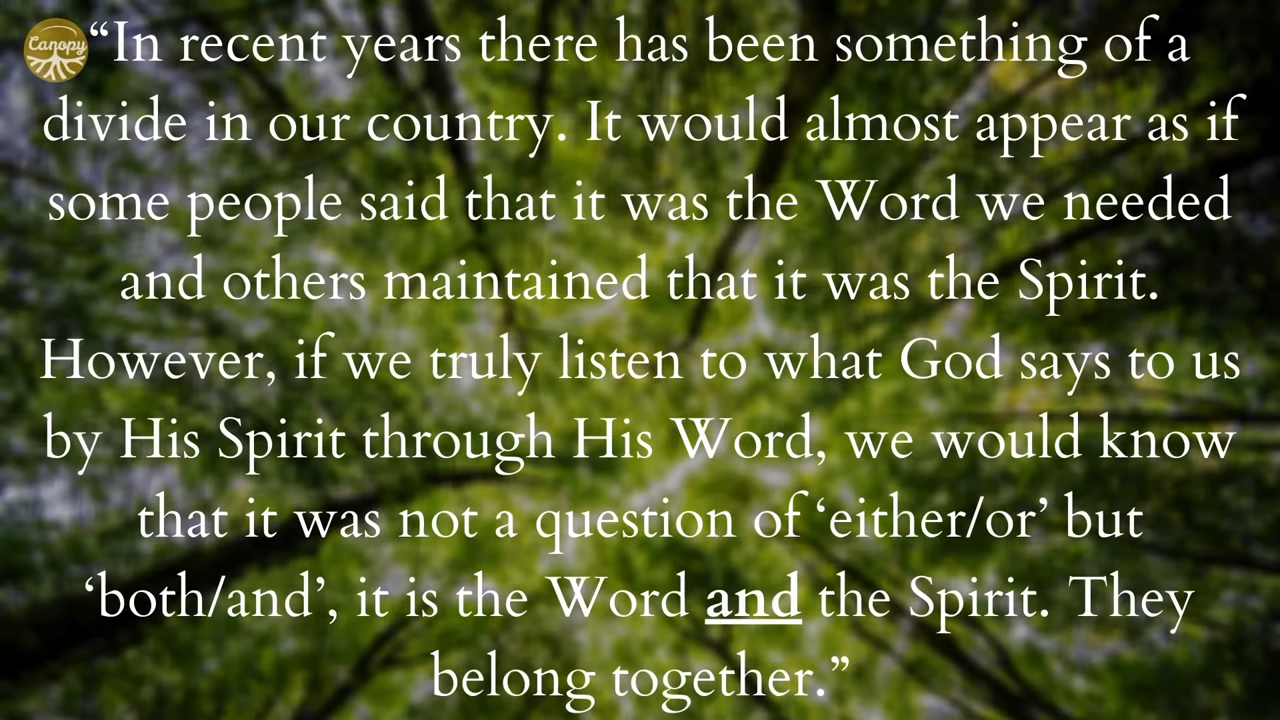 Canopy
“In recent years there has been something of a
divide in our country. It would almost appear as if
some people said that it was the Word we needed
and others maintained that it was the Spirit.
However, if we truly listen to what God says to us
by His Spirit through His Word, we would know
that it was not a question of ‘either/or’ but
‘both/and’, it is the Word and the Spirit. They
belong together.”